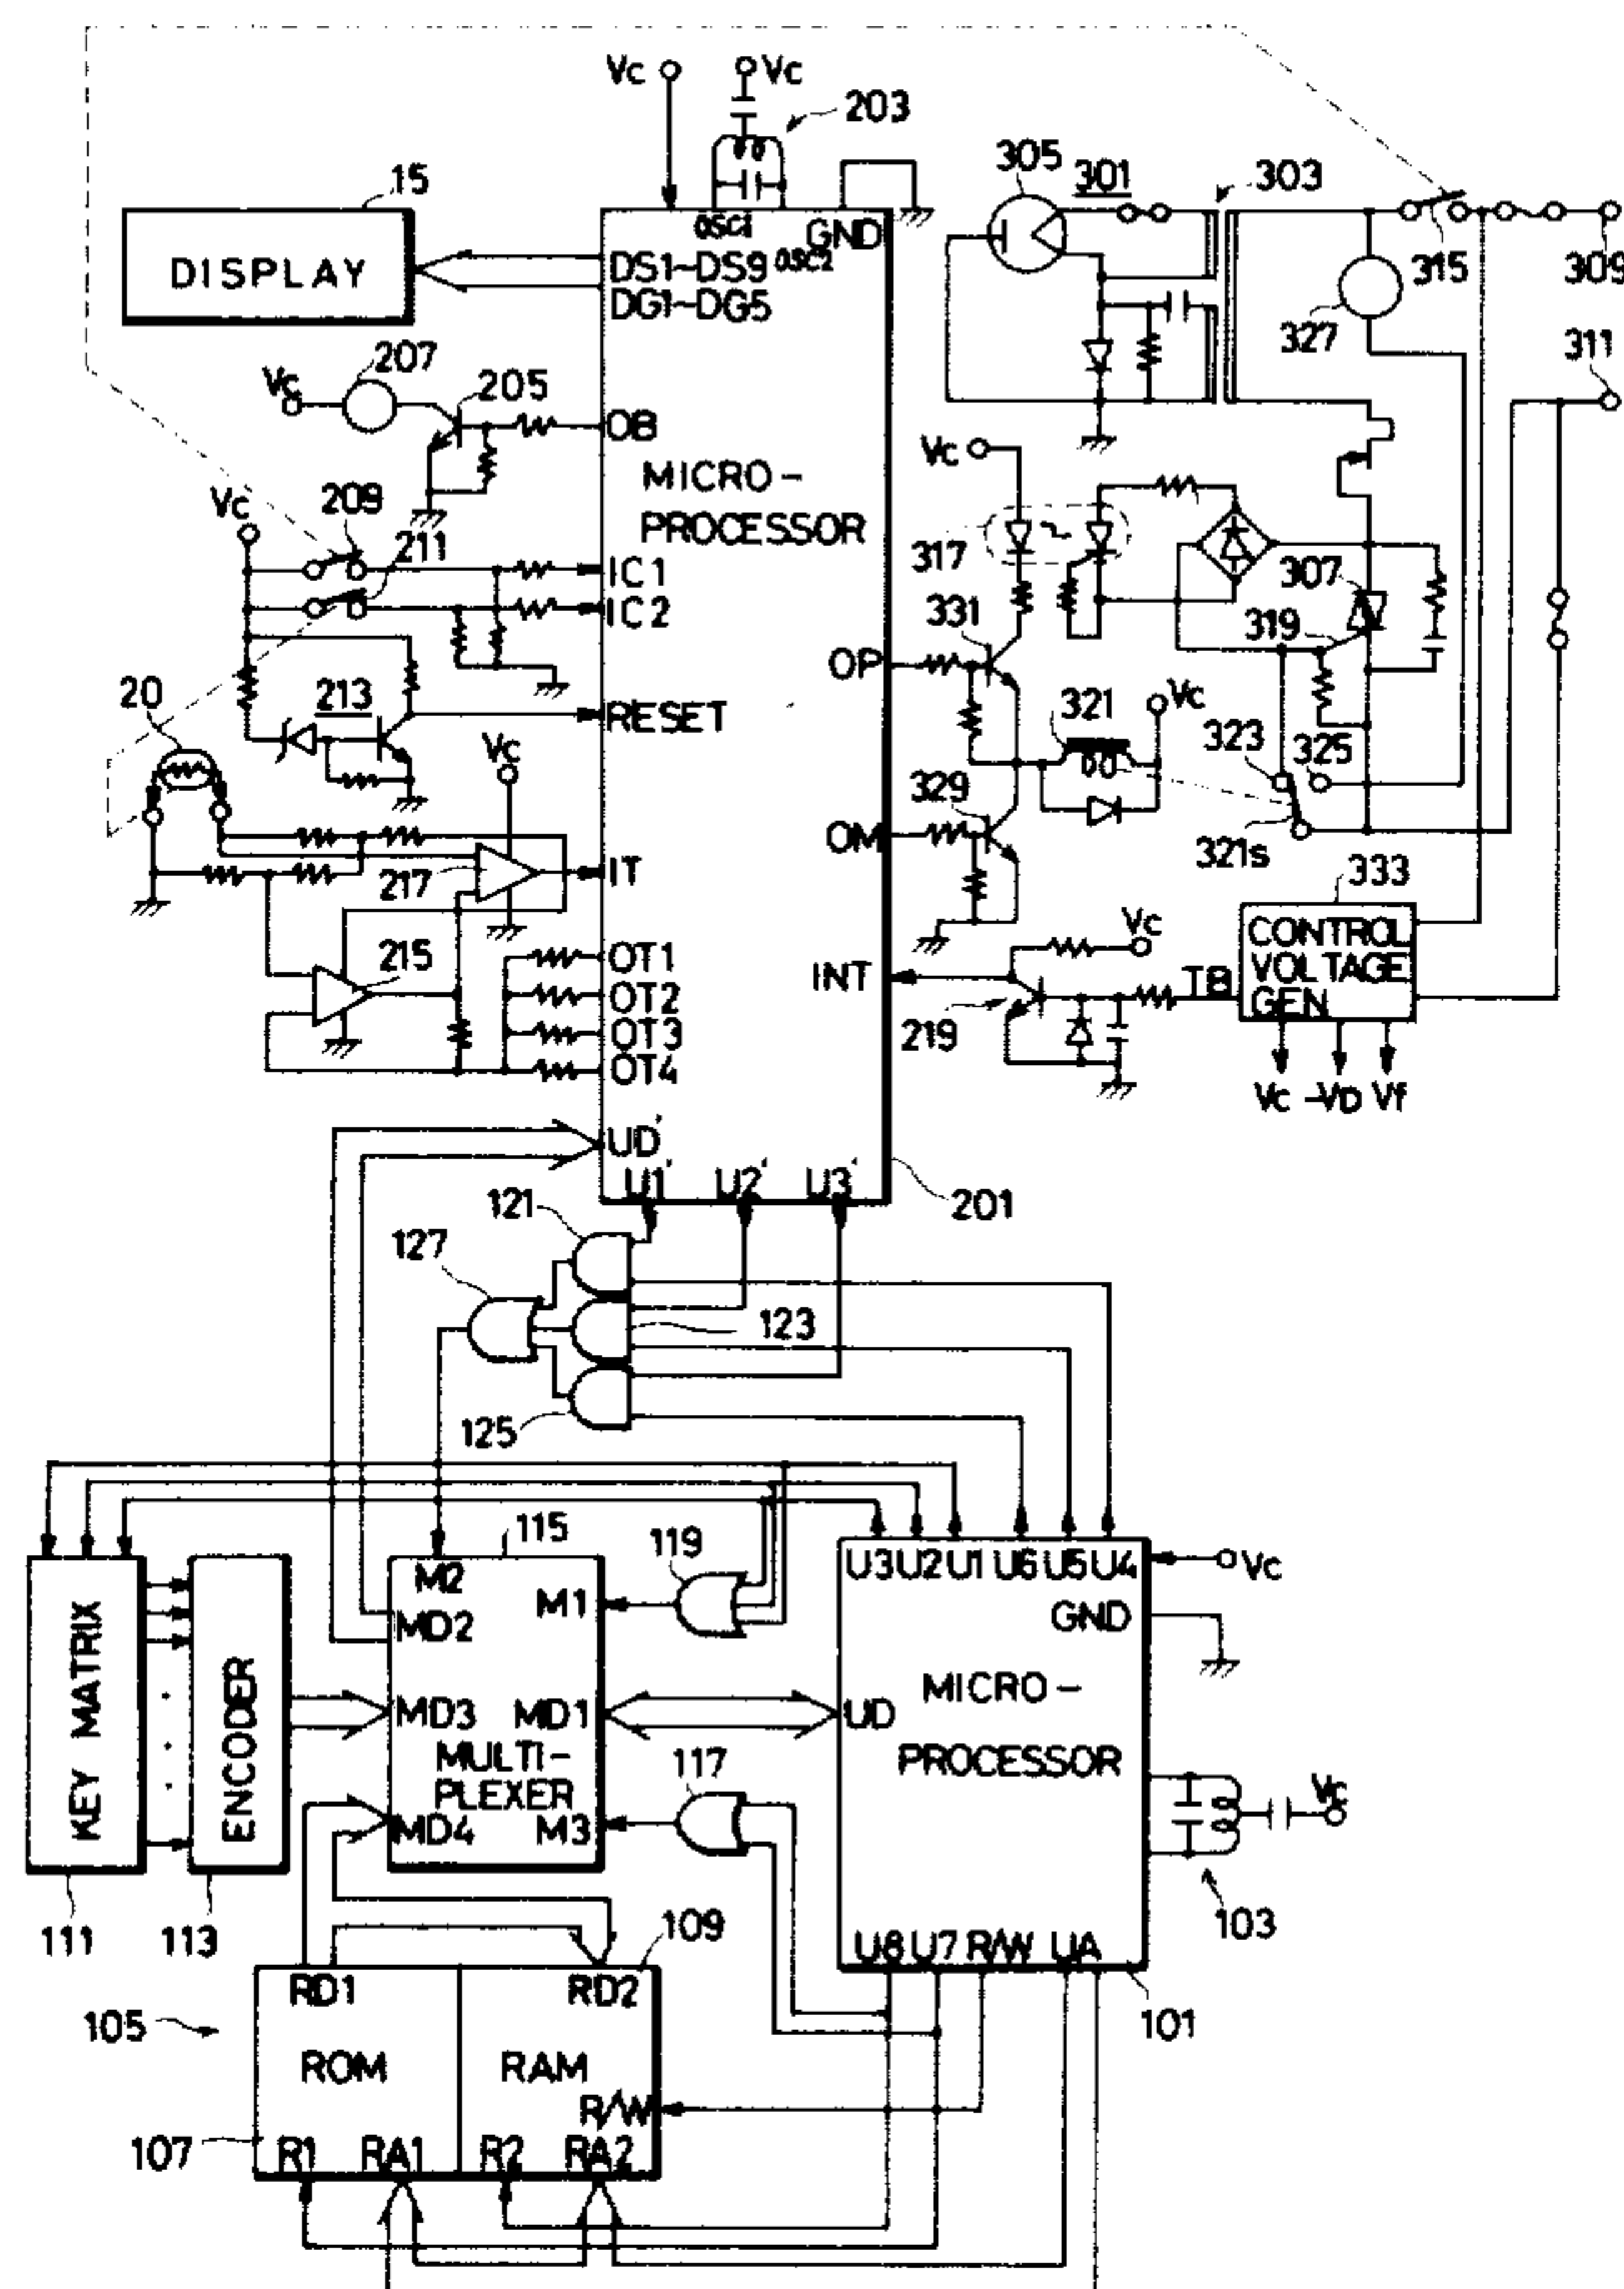 Vc
Vc
203
305
301
303
15
DISPLAY
OSC1
GND
DS1~DS9 OSC2
DG1~DG5
315
309
327
311
207
Vc
205
OB
MICRO-
PROCESSOR
Vc
Vc
209
211
IC1
IC2
317
307
331
319
OP
20
213
RESET
Vc
321
Vc
323
325
DO
329
OM
321s
217
IT
333
CONTROL
VOLTAGE
GEN
Vc
215
OT1
OT2
OT3
OT4
INT
TB
219
Vc -VD Vf
UD'
U1' U2' U3'
201
121
127
123
125
115
119
M2
M1
MD2
U3 U2 U1 U6 U5 U4
Vc
GND
KEY MATRIX
ENCODER
MD3 MD1
MULTI-
PLEXER
MD4 M3
117
UD
MICRO-
PROCESSOR
Vc
103
111
113
109
U8 U7 R/W UA
101
RD1 RD2
105
ROM RAM
R/W
107
R1 RA1 R2 RA2